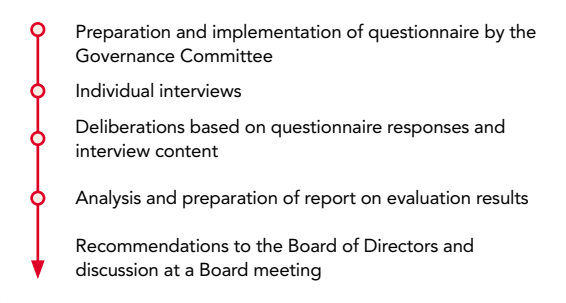 Preparation and implementation of questionnaire by the
Governance Committee
Individual interviews
Deliberations based on questionnaire responses and
interview content
Analysis and preparation of report on evaluation results
Recommendations to the Board of Directors and
discussion at a Board meeting